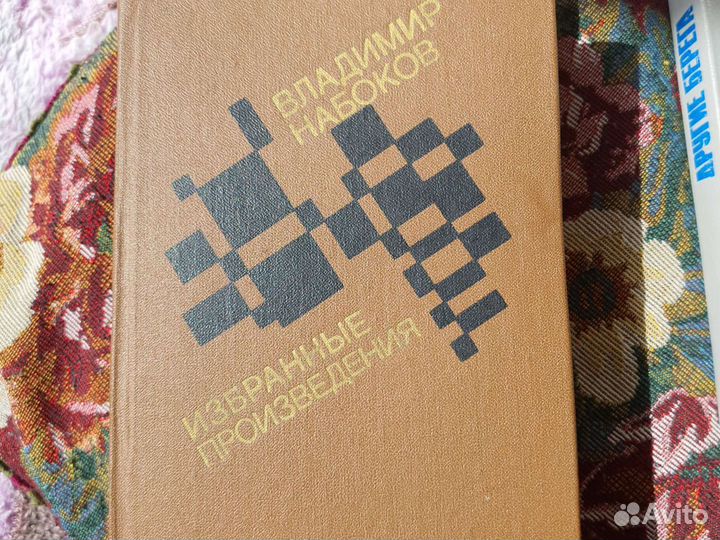 ВЛАДИМИР
НАБОКОВ
ИЗБРАННЫЕ
ПРОИЗВЕДЕНИЯ
ДРУГИЕ БЕРЕГА
Avito